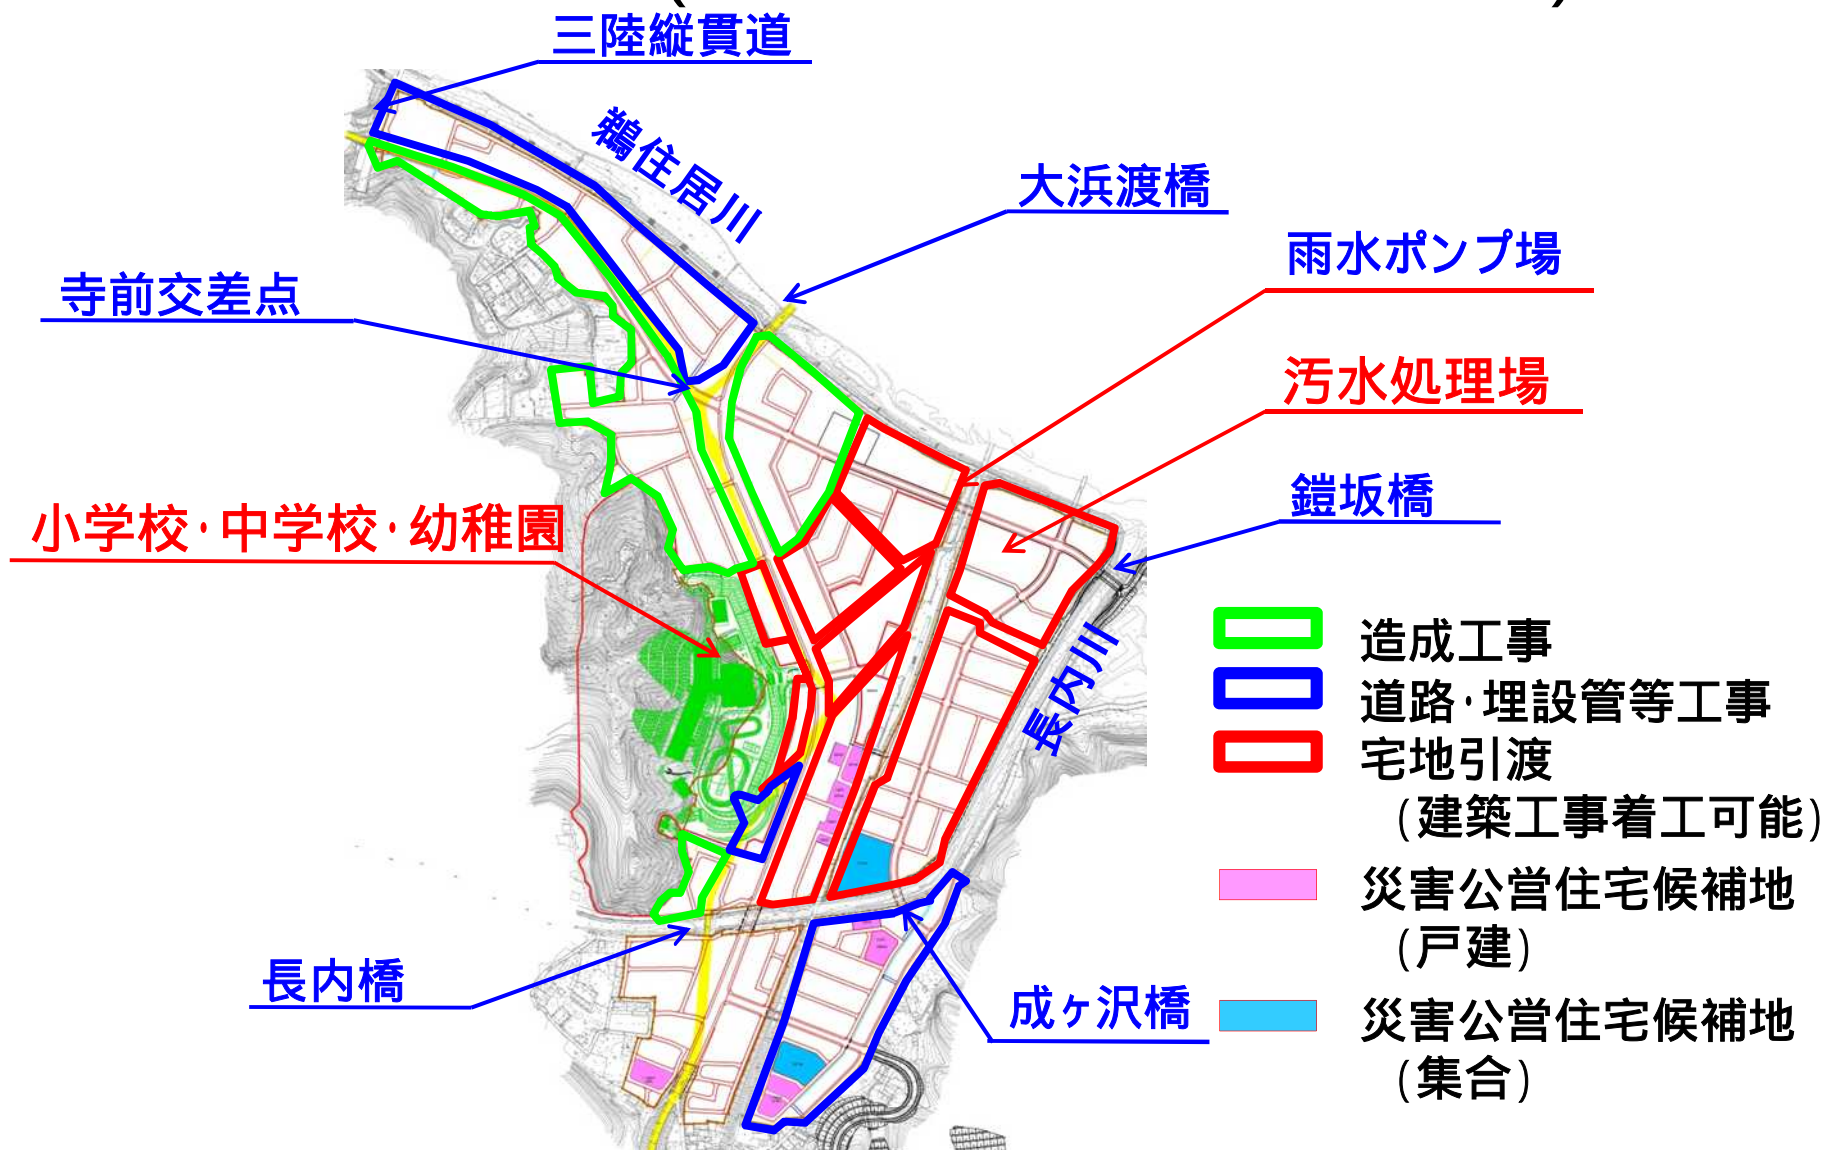 三陸縦貫道
鵜住居川
大浜渡橋
雨水ポンプ場
寺前交差点
汚水処理場
鎧坂橋
小学校・中学校・幼稚園
長内川
造成工事
道路・埋設管等工事
宅地引渡
(建築工事着工可能)
災害公営住宅候補地
(戸建)
長内橋
成ヶ沢橋
災害公営住宅候補地
(集合)